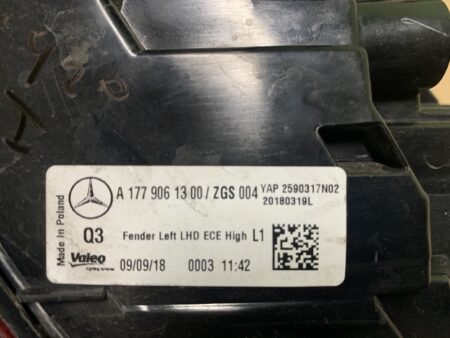 A 177 906 13 00 / ZGS 004 YAP 2590317N02
20180319L
Made in Poland
Q3 Fender Left LHD ECE High L1
Valeo
09/09/18 0003 11:42